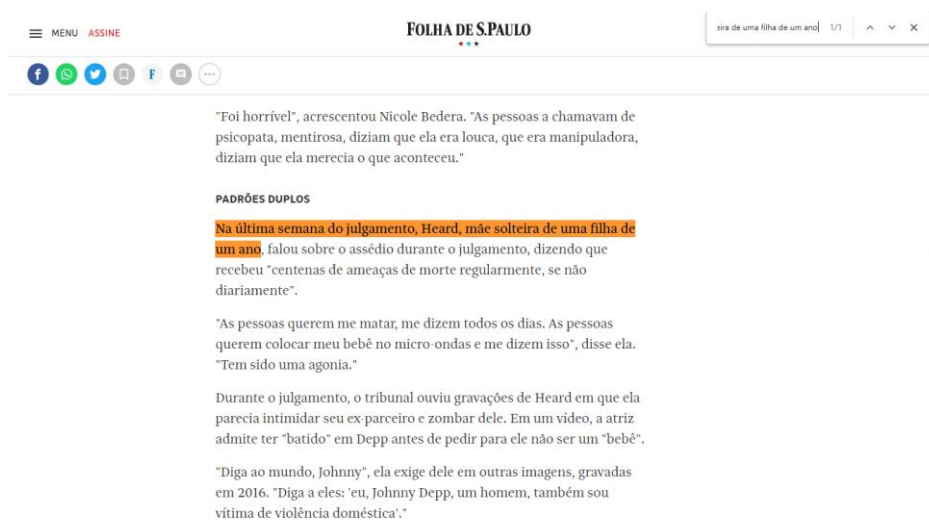 MENU ASSINE
FOLHA DE S.PAULO
eira de uma filha de um ano 1/1
F
"Foi horrível", acrescentou Nicole Bedera. "As pessoas a chamavam de
psicopata, mentirosa, diziam que ela era louca, que era manipuladora,
diziam que ela merecia o que aconteceu."
PADRÕES DUPLOS
Na última semana do julgamento, Heard, mãe solteira de uma filha de
um ano, falou sobre o assédio durante o julgamento, dizendo que
recebeu "centenas de ameaças de morte regularmente, se não
diariamente".
"As pessoas querem me matar, me dizem todos os dias. As pessoas
querem colocar meu bebê no micro-ondas e me dizem isso", disse ela.
"Tem sido uma agonia."
Durante o julgamento, o tribunal ouviu gravações de Heard em que ela
parecia intimidar seu ex-parceiro e zombar dele. Em um vídeo, a atriz
admite ter "batido" em Depp antes de pedir para ele não ser um "bebê".
"Diga ao mundo, Johnny", ela exige dele em outras imagens, gravadas
em 2016. "Diga a eles: 'eu, Johnny Depp, um homem, também sou
vítima de violência doméstica'."